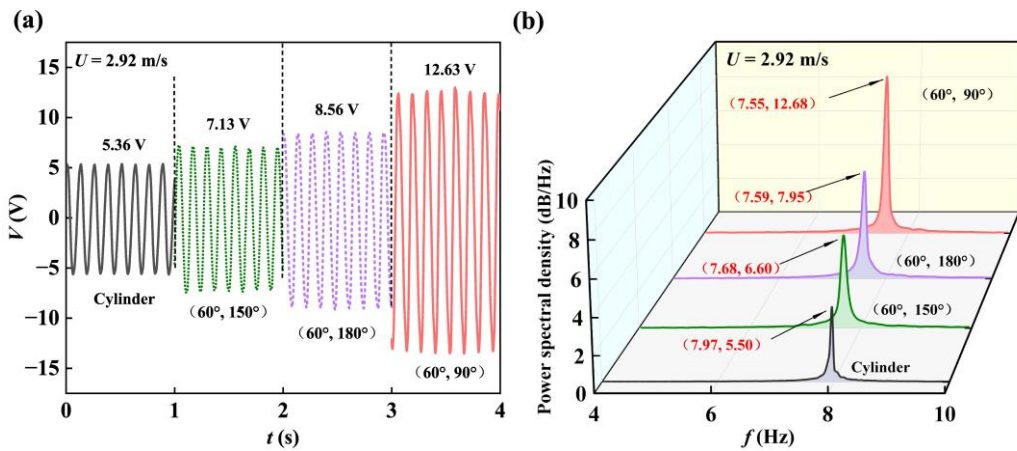 (a)
U = 2.92 m/s
5.36 V
7.13 V
8.56 V
12.63 V
Cylinder
(60°, 150°)
(60°, 180°)
(60°, 90°)
V (V)
15
10
5
0
−5
−10
−15
0 1 2 3 4
t (s)
(b)
U = 2.92 m/s
(7.55, 12.68)
(60°, 90°)
(7.59, 7.95)
(60°, 180°)
(7.68, 6.60)
(60°, 150°)
(7.97, 5.50)
Cylinder
Power spectral density (dB/Hz)
10
8
6
4
2
0
4 6 8 10
f (Hz)